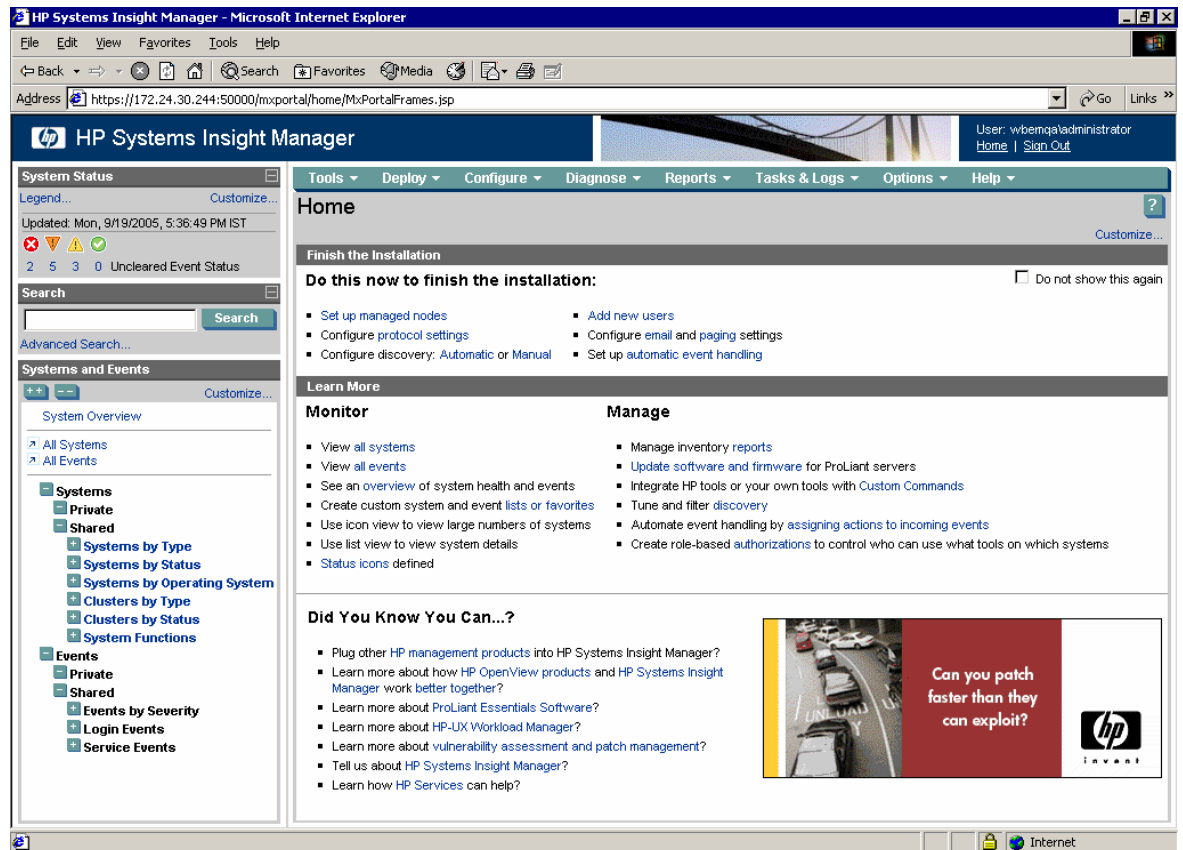 HP Systems Insight Manager - Microsoft Internet Explorer
File Edit View Favorites Tools Help
Back Search Favorites Media
Address https://172.24.30.244:50000/mxportal/home/MxPortalFrames.jsp Go Links »
hp HP Systems Insight Manager
User: wbemqa\administrator
Home | Sign Out
System Status
Legend... Customize...
Updated: Mon, 9/19/2005, 5:36:49 PM IST
2 5 3 0 Uncleared Event Status
Search
Search
Advanced Search...
Systems and Events
++ -- Customize...
System Overview
All Systems
All Events
Systems
Private
Shared
Systems by Type
Systems by Status
Systems by Operating System
Clusters by Type
Clusters by Status
System Functions
Events
Private
Shared
Events by Severity
Login Events
Service Events
Tools Deploy Configure Diagnose Reports Tasks & Logs Options Help
Home ?
Customize...
Finish the Installation
Do this now to finish the installation: Do not show this again
Set up managed nodes
Configure protocol settings
Configure discovery: Automatic or Manual
Add new users
Configure email and paging settings
Set up automatic event handling
Learn More
Monitor
View all systems
View all events
See an overview of system health and events
Create custom system and event lists or favorites
Use icon view to view large numbers of systems
Use list view to view system details
Status icons defined
Manage
Manage inventory reports
Update software and firmware for ProLiant servers
Integrate HP tools or your own tools with Custom Commands
Tune and filter discovery
Automate event handling by assigning actions to incoming events
Create role-based authorizations to control who can use what tools on which systems
Did You Know You Can...?
Plug other HP management products into HP Systems Insight Manager?
Learn more about how HP OpenView products and HP Systems Insight
Manager work better together?
Learn more about ProLiant Essentials Software?
Learn more about HP-UX Workload Manager?
Learn more about vulnerability assessment and patch management?
Tell us about HP Systems Insight Manager?
Learn how HP Services can help?
Can you patch
faster than they
can exploit?
hp
invent
Internet